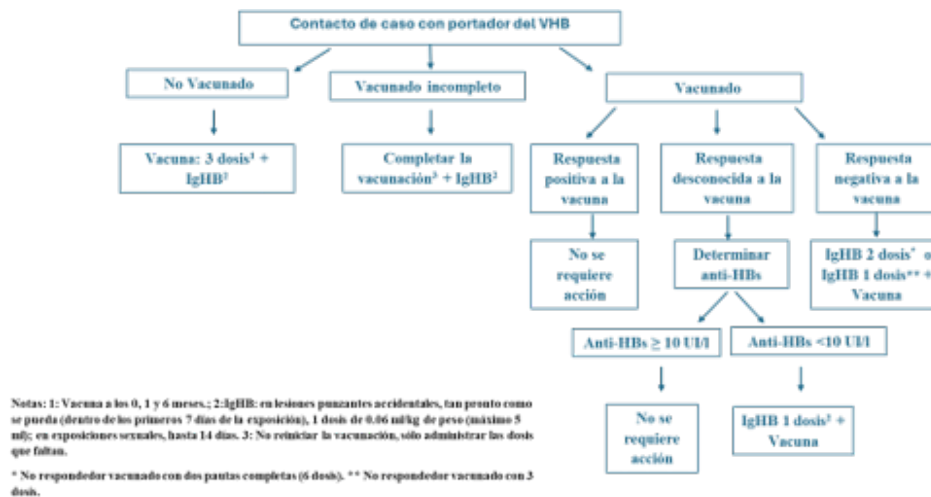 Contacto de caso con portador del VHB
No Vacunado
Vacunado incompleto
Vacunado
Vacuna: 3 dosis¹ +
IgHB²
Completar la
vacunación³ + IgHB²
Respuesta
positiva a la
vacuna
Respuesta
desconocida a la
vacuna
Respuesta
negativa a la
vacuna
No se
requiere
acción
Determinar
anti-HBs
IgHB 2 dosis* o
IgHB 1 dosis** +
Vacuna
Anti-HBs ≥ 10 UI/l
Anti-HBs <10 UI/l
No se
requiere
acción
IgHB 1 dosis² +
Vacuna
Notas: 1: Vacuna a los 0, 1 y 6 meses.; 2:IgHB: en lesiones punzantes accidentales, tan pronto como
se pueda (dentro de los primeros 7 días de la exposición), 1 dosis de 0.06 ml/kg de peso (máximo 5
ml); en exposiciones sexuales, hasta 14 días. 3: No reiniciar la vacunación, sólo administrar las dosis
que faltan.
* No respondedor vacunado con dos pautas completas (6 dosis). ** No respondedor vacunado con 3
dosis.